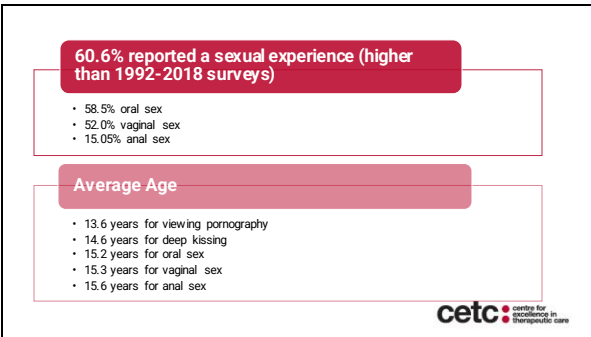 60.6% reported a sexual experience (higher
than 1992-2018 surveys)
• 58.5% oral sex
• 52.0% vaginal sex
• 15.05% anal sex
Average Age
• 13.6 years for viewing pornography
• 14.6 years for deep kissing
• 15.2 years for oral sex
• 15.3 years for vaginal sex
• 15.6 years for anal sex
cetc:
centre for
excellence in
therapeutic care